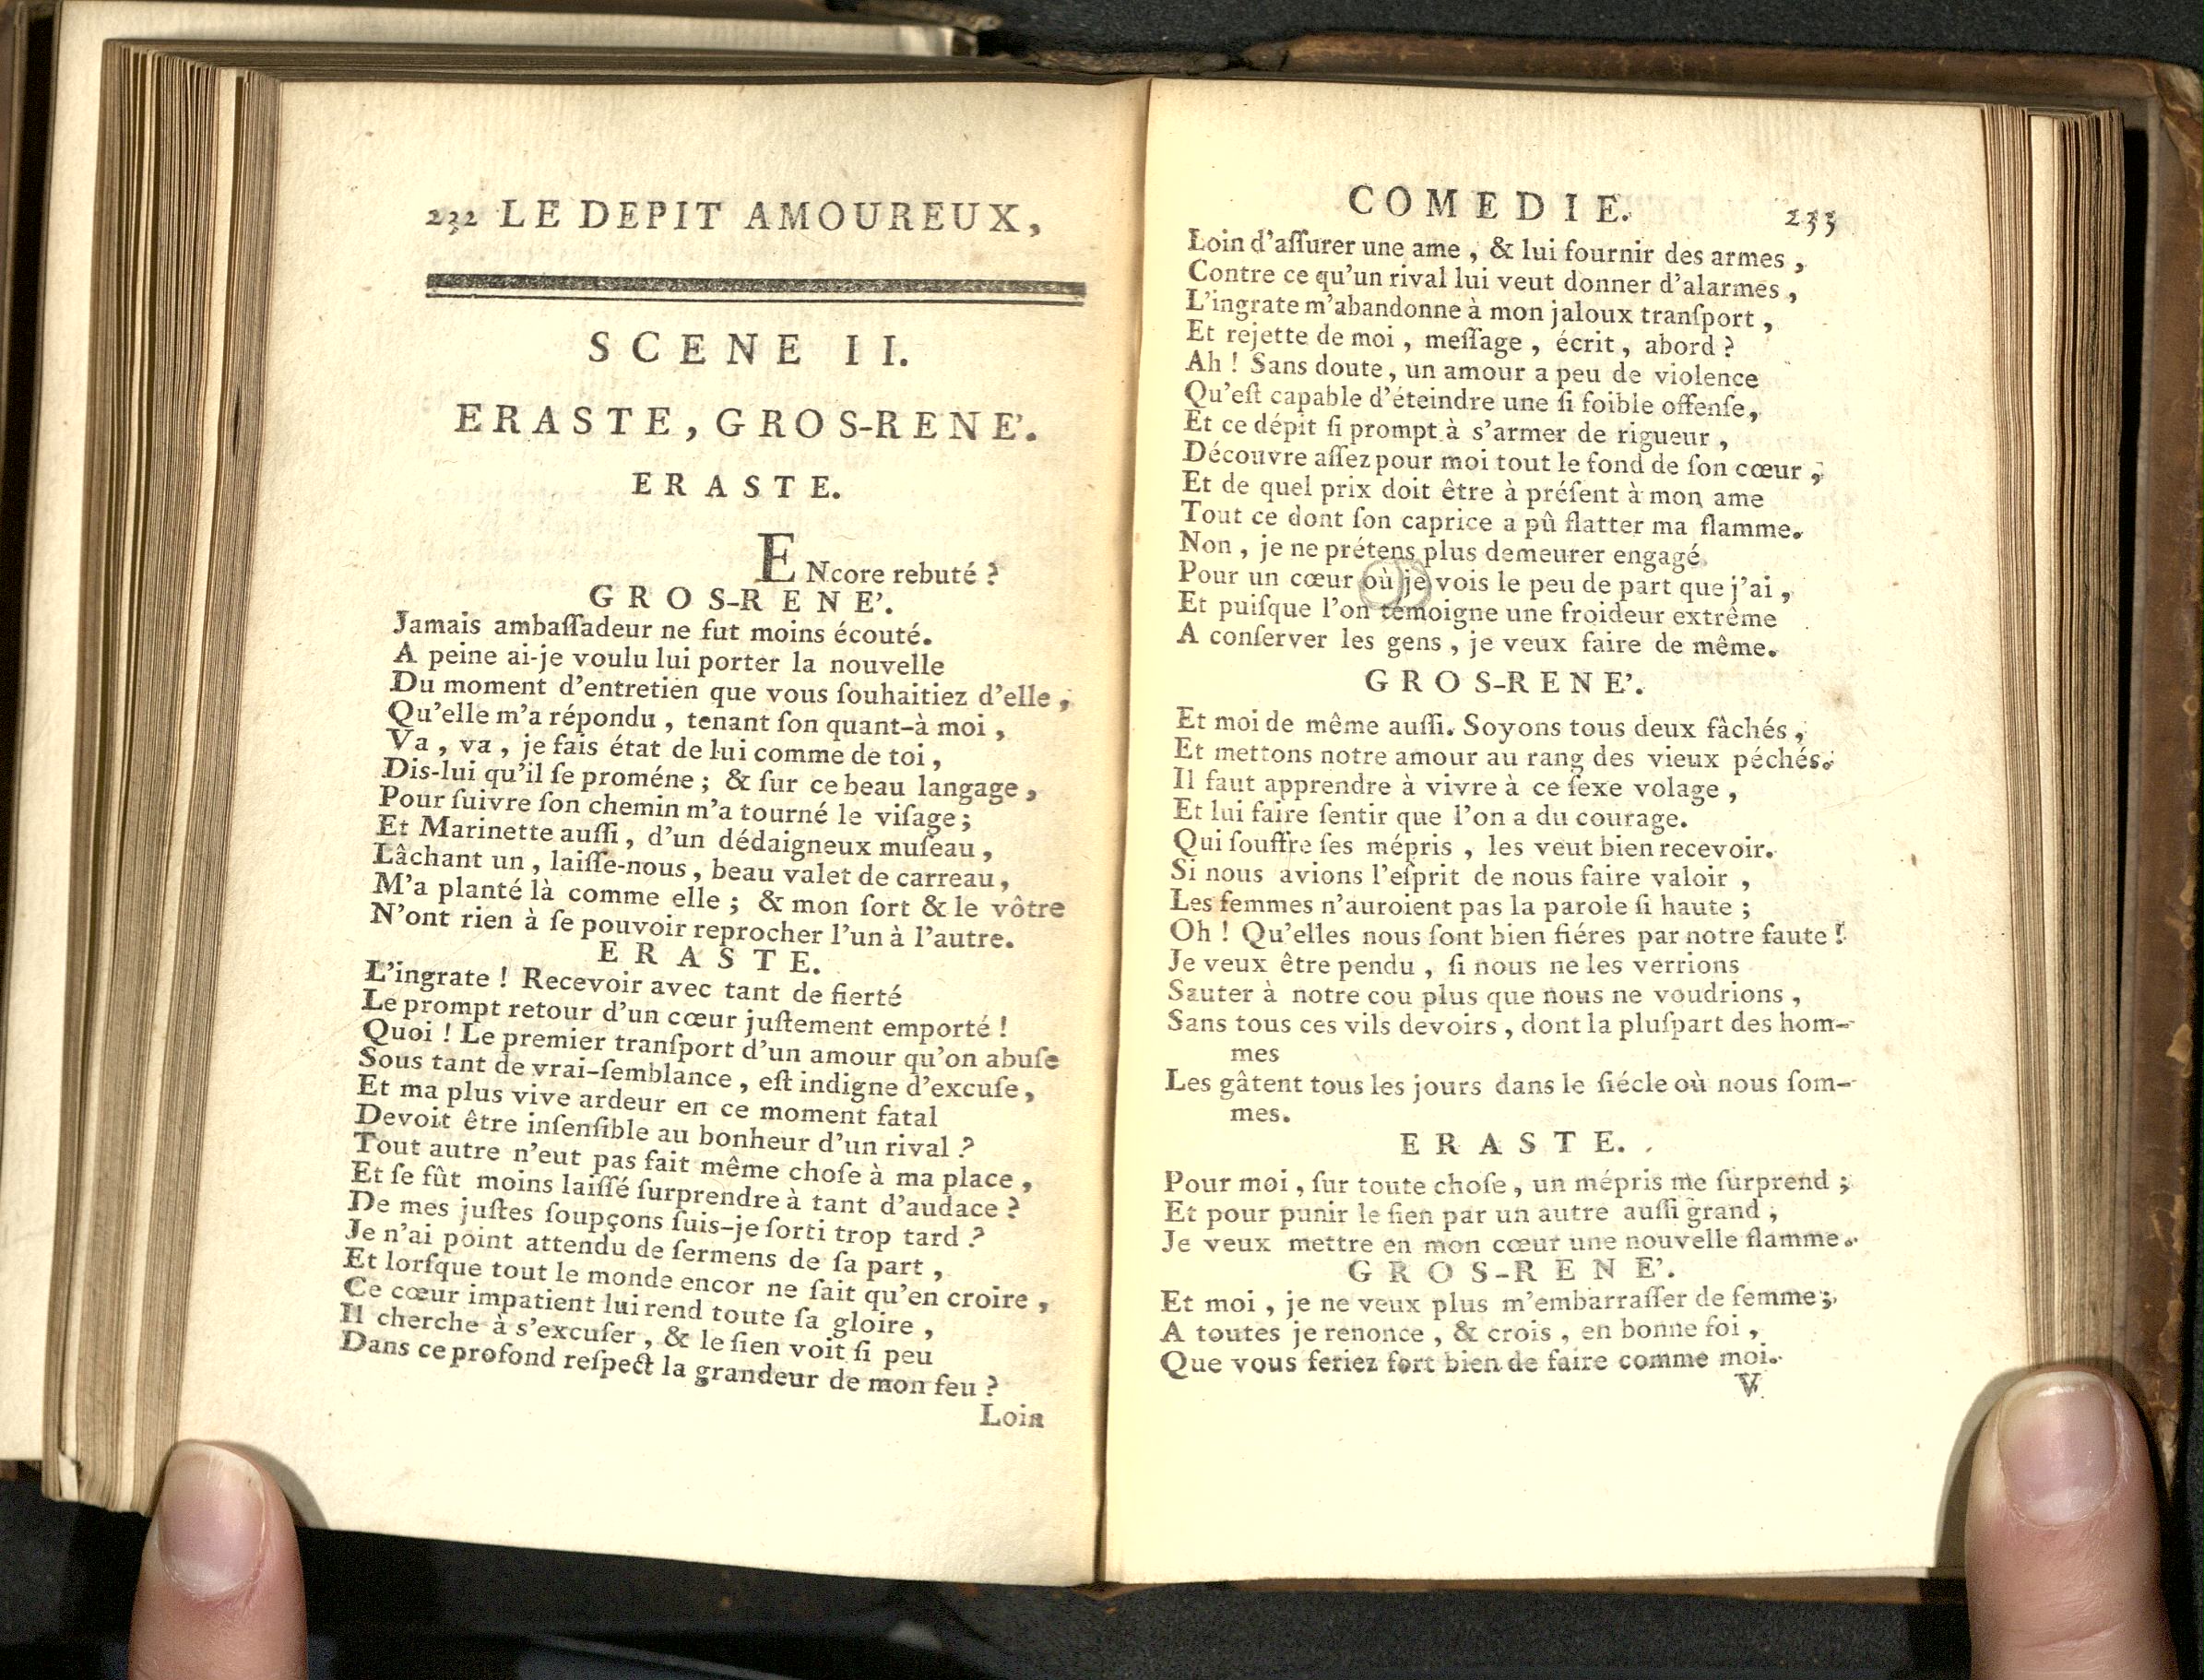 232 LE DEPIT AMOUREUX,
SCENE II.
ERASTE, GROS-RENE'.
ERASTE.
ENcore rebuté ?
GROS-RENE'.
Jamais ambaſſadeur ne fut moins écouté.
A peine ai-je voulu lui porter la nouvelle
Du moment d'entretien que vous ſouhaitiez d'elle,
Qu'elle m'a répondu, tenant ſon quant-à moi,
Va, va, je fais état de lui comme de toi,
Dis-lui qu'il ſe proméne ; & ſur ce beau langage,
Pour ſuivre ſon chemin m'a tourné le viſage ;
Et Marinette auſſi, d'un dédaigneux muſeau,
Lâchant un, laiſſe-nous, beau valet de carreau,
M'a planté là comme elle ; & mon ſort & le vôtre
N'ont rien à ſe pouvoir reprocher l'un à l'autre.
ERASTE.
L'ingrate ! Recevoir avec tant de fierté
Le prompt retour d'un cœur juſtement emporté !
Quoi ! Le premier tranſport d'un amour qu'on abuſe
Sous tant de vrai-ſemblance, eſt indigne d'excuſe,
Et ma plus vive ardeur en ce moment fatal
Devoit être inſenſible au bonheur d'un rival ?
Tout autre n'eut pas fait même choſe à ma place,
Et ſe fût moins laiſſé ſurprendre à tant d'audace ?
De mes juſtes ſoupçons ſuis-je ſorti trop tard ?
Je n'ai point attendu de ſermens de ſa part,
Et lorſque tout le monde encor ne ſait qu'en croire,
Ce cœur impatient lui rend toute ſa gloire,
Il cherche à s'excuſer, & le ſien voit ſi peu
Dans ce profond reſpect la grandeur de mon feu ?
Loin
COMEDIE. 233
Loin d'aſſurer une ame, & lui fournir des armes,
Contre ce qu'un rival lui veut donner d'alarmes,
L'ingrate m'abandonne à mon jaloux tranſport,
Et rejette de moi, meſſage, écrit, abord ?
Ah ! Sans doute, un amour a peu de violence
Qu'eſt capable d'éteindre une ſi foible offenſe,
Et ce dépit ſi prompt à s'armer de rigueur,
Découvre aſſez pour moi tout le fond de ſon cœur,
Et de quel prix doit être à préſent à mon ame
Tout ce dont ſon caprice a pû flatter ma flamme.
Non, je ne prétens plus demeurer engagé
Pour un cœur où je vois le peu de part que j'ai,
Et puiſque l'on témoigne une froideur extrême
A conſerver les gens, je veux faire de même.
GROS-RENE'.
Et moi de même auſſi. Soyons tous deux fâchés,
Et mettons notre amour au rang des vieux péchés.
Il faut apprendre à vivre à ce ſexe volage,
Et lui faire ſentir que l'on a du courage.
Qui ſouffre ſes mépris, les veut bien recevoir.
Si nous avions l'eſprit de nous faire valoir,
Les femmes n'auroient pas la parole ſi haute ;
Oh ! Qu'elles nous ſont bien fiéres par notre faute !
Je veux être pendu, ſi nous ne les verrions
Sauter à notre cou plus que nous ne voudrions,
Sans tous ces vils devoirs, dont la pluſpart des hom-
mes
Les gâtent tous les jours dans le ſiécle où nous ſom-
mes.
ERASTE.
Pour moi, ſur toute choſe, un mépris me ſurprend ;
Et pour punir le ſien par un autre auſſi grand,
Je veux mettre en mon cœur une nouvelle flamme.
GROS-RENE'.
Et moi, je ne veux plus m'embarraſſer de femme ;
A toutes je renonce, & crois, en bonne foi,
Que vous feriez fort bien de faire comme moi.
V